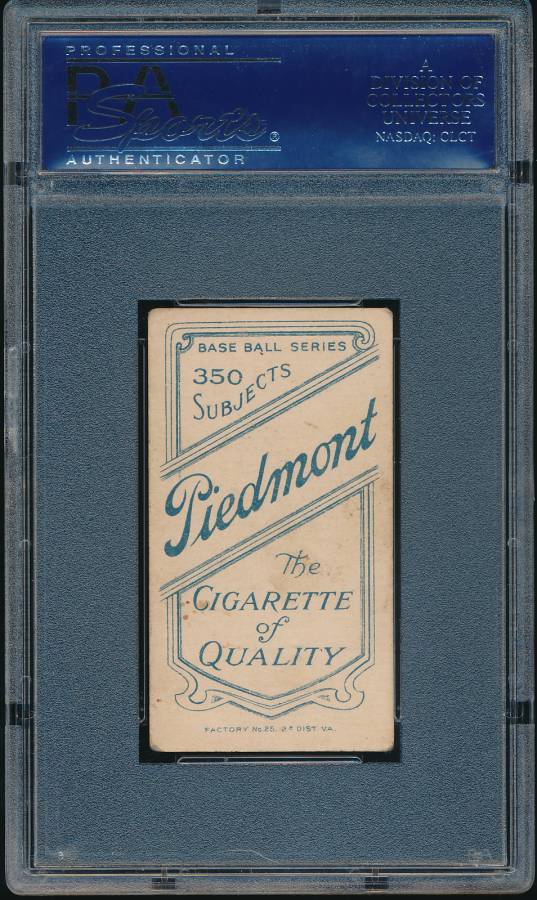 PROFESSIONAL
PSA
Sports®
AUTHENTICATOR
A
DIVISION OF
COLLECTORS
UNIVERSE
NASDAQ: CLCT
BASE BALL SERIES
350
SUBJECTS
Piedmont
The
CIGARETTE
of
QUALITY
FACTORY No. 25, 2D DIST. VA.